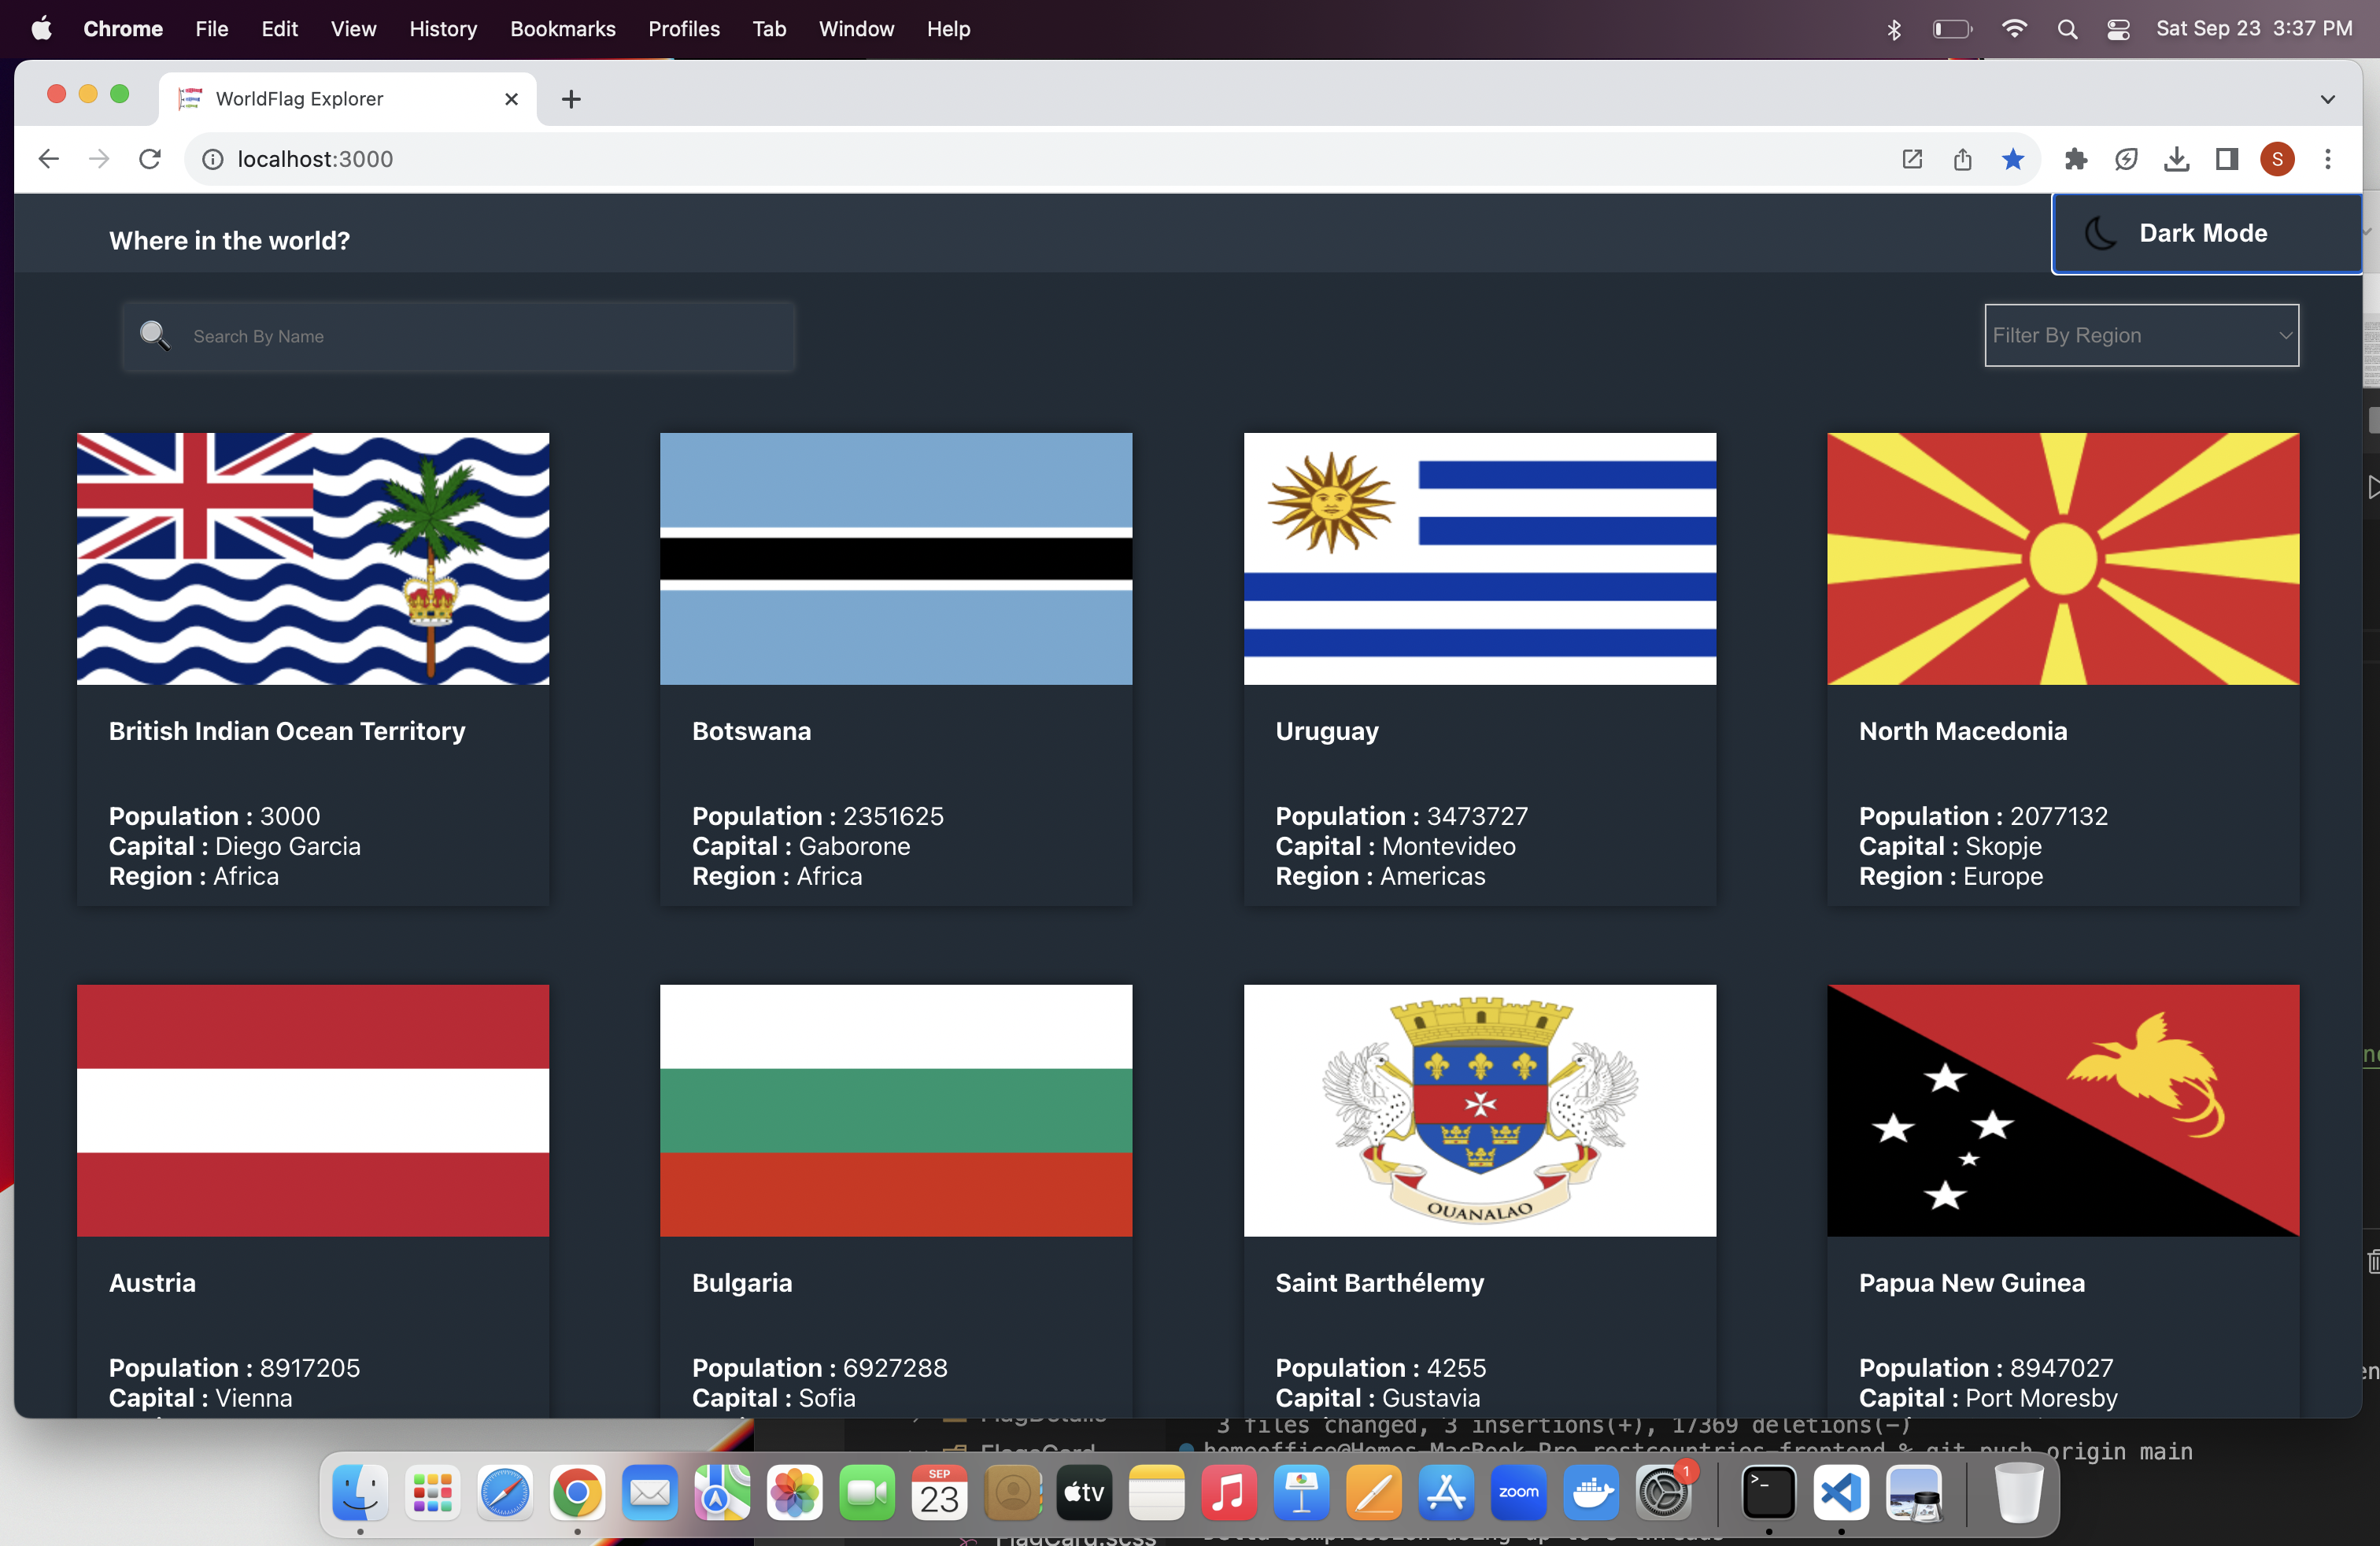 Chrome File Edit View History Bookmarks Profiles Tab Window Help Sat Sep 23 3:37 PM
WorldFlag Explorer
localhost:3000 S
Where in the world? Dark Mode
Search By Name Filter By Region
British Indian Ocean Territory Botswana Uruguay North Macedonia
Population : 3000 Population : 2351625 Population : 3473727 Population : 2077132
Capital : Diego Garcia Capital : Gaborone Capital : Montevideo Capital : Skopje
Region : Africa Region : Africa Region : Americas Region : Europe
OUANALAO
Austria Bulgaria Saint Barthélemy Papua New Guinea
Population : 8917205 Population : 6927288 Population : 4255 Population : 8947027
Capital : Vienna Capital : Sofia Capital : Gustavia Capital : Port Moresby
3 files changed, 3 insertions(+), 17369 deletions(-)
homeoffice@Homes-MacBook-Pro restcountries-frontend % git push origin main
SEP
23
tv
zoom
1